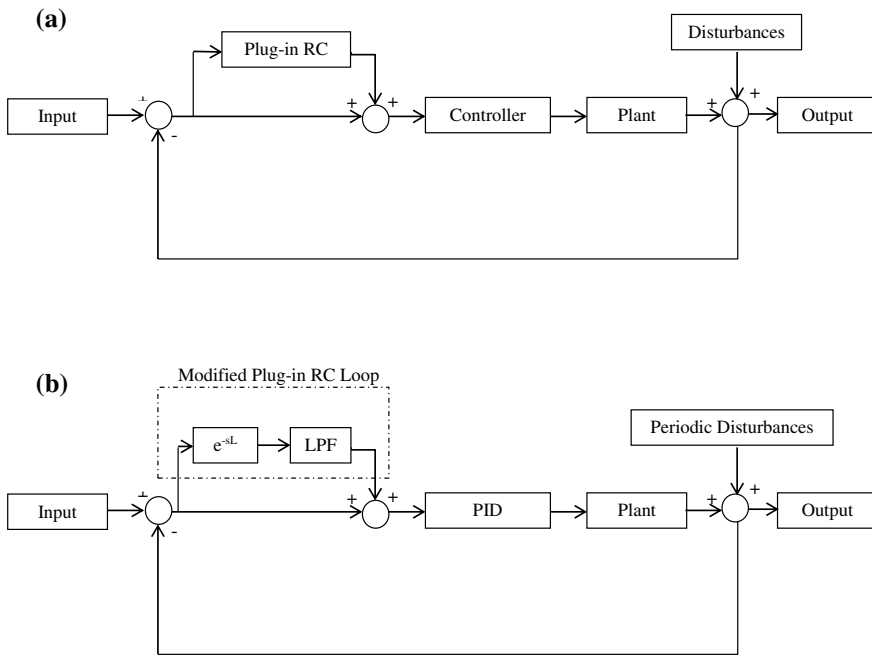 (a)
Plug-in RC
Disturbances
Input
+
-
+
+
Controller
Plant
+
+
Output
(b)
Modified Plug-in RC Loop
e-sL
LPF
Periodic Disturbances
Input
+
-
+
+
PID
Plant
+
+
Output